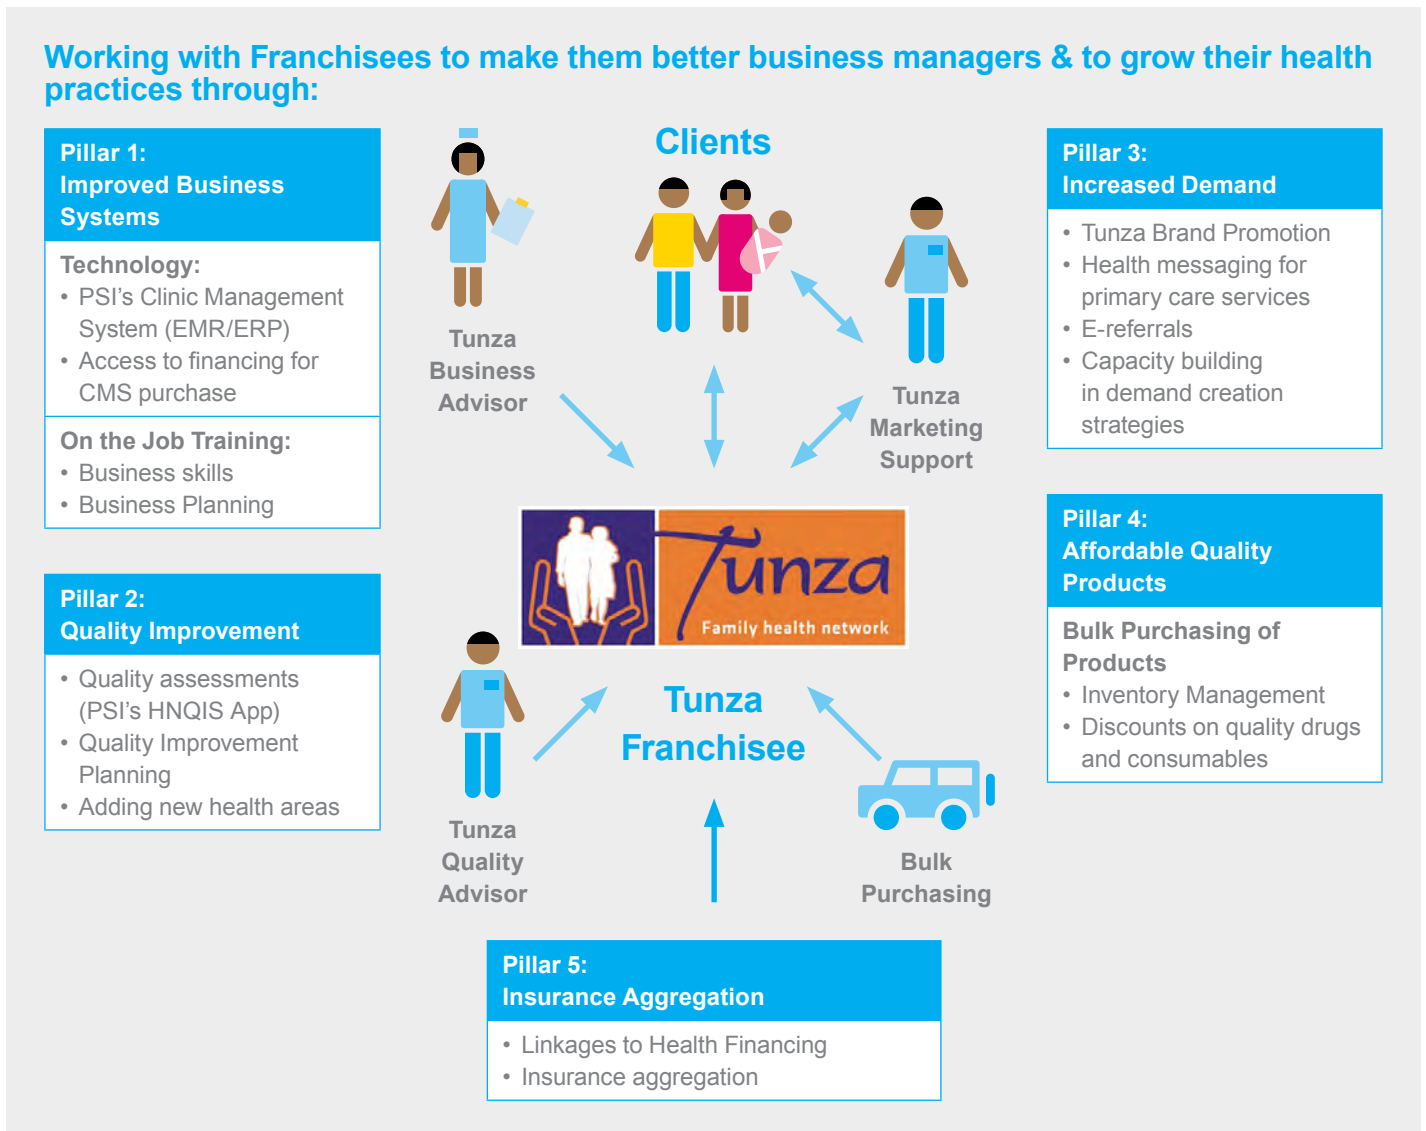 Working with Franchisees to make them better business managers & to grow their health
practices through:
Pillar 1:
Improved Business
Systems
Technology:
• PSI's Clinic Management
System (EMR/ERP)
• Access to financing for
CMS purchase
On the Job Training:
• Business skills
• Business Planning
Pillar 2:
Quality Improvement
• Quality assessments
(PSI's HNQIS App)
• Quality Improvement
Planning
• Adding new health areas
Tunza
Business
Advisor
Clients
Tunza
Marketing
Support
Tunza
Family health network
Tunza
Franchisee
Tunza
Quality
Advisor
Bulk
Purchasing
Pillar 3:
Increased Demand
• Tunza Brand Promotion
• Health messaging for
primary care services
• E-referrals
• Capacity building
in demand creation
strategies
Pillar 4:
Affordable Quality
Products
Bulk Purchasing of
Products
• Inventory Management
• Discounts on quality drugs
and consumables
Pillar 5:
Insurance Aggregation
• Linkages to Health Financing
• Insurance aggregation